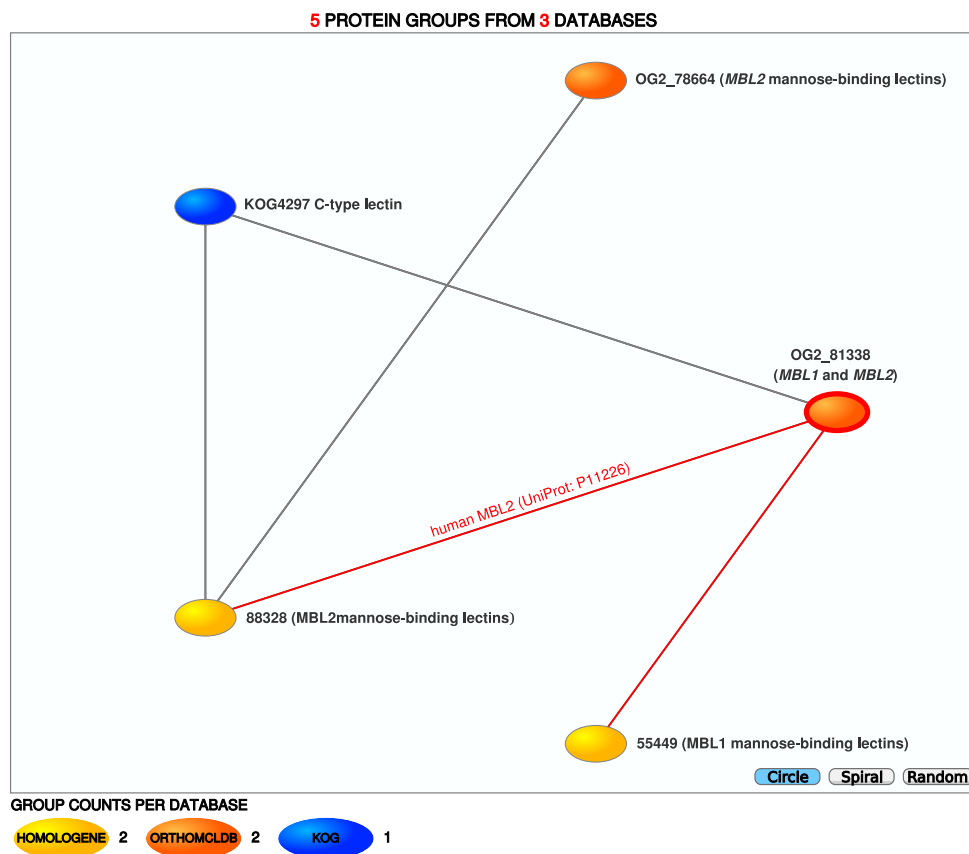 5 PROTEIN GROUPS FROM 3 DATABASES
OG2_78664 (MBL2 mannose-binding lectins)
KOG4297 C-type lectin
OG2_81338
(MBL1 and MBL2)
human MBL2 (UniProt: P11226)
88328 (MBL2mannose-binding lectins)
55449 (MBL1 mannose-binding lectins)
Circle Spiral Random
GROUP COUNTS PER DATABASE
HOMOLOGENE 2 ORTHOMCLDB 2 KOG 1